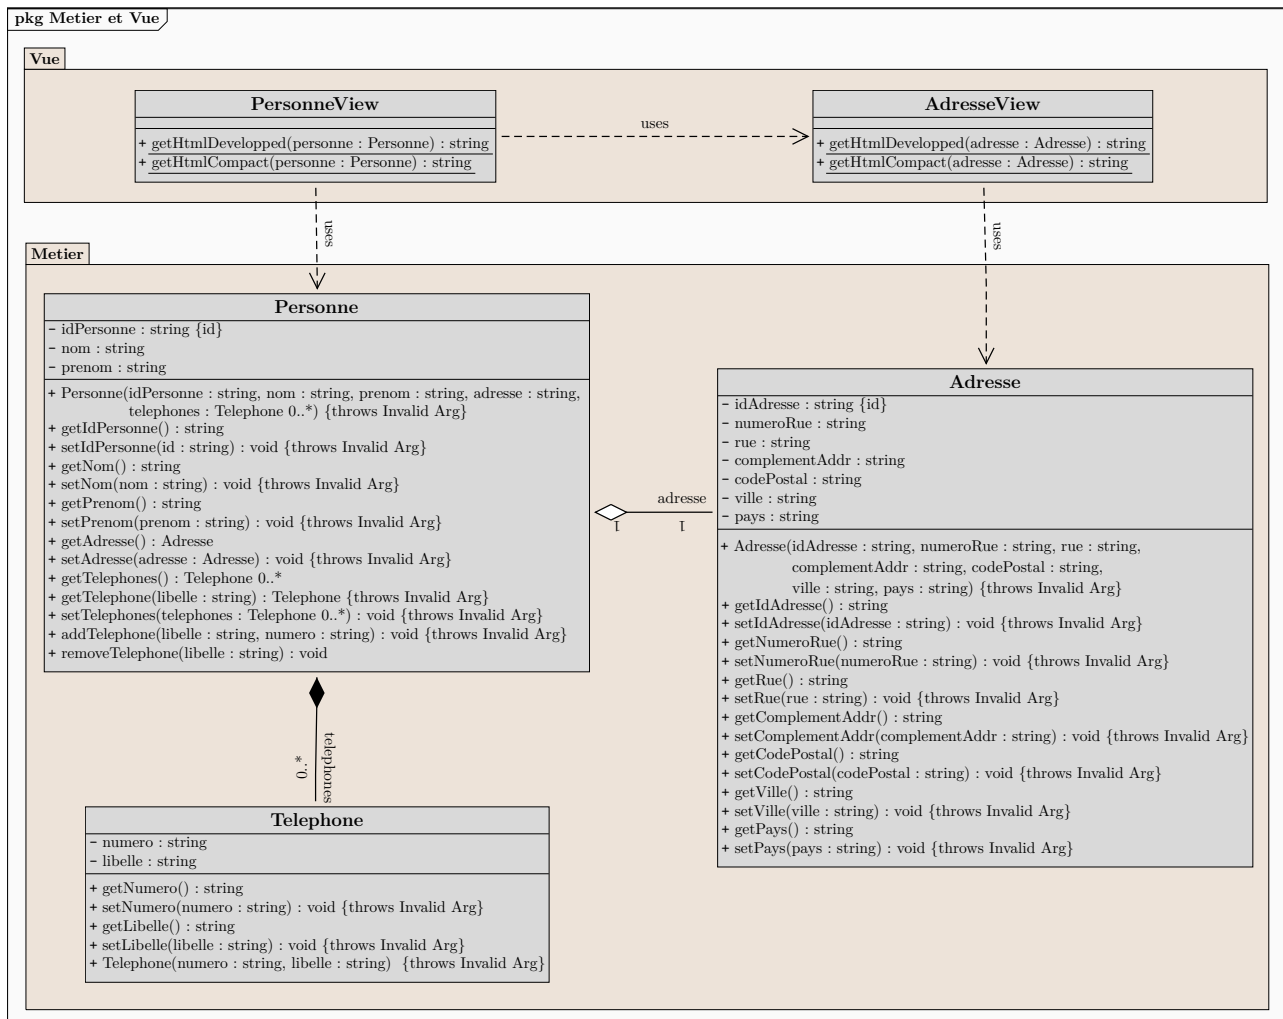 pkg Metier et Vue
Vue
PersonneView
+ getHtmlDevelopped(personne : Personne) : string
+ getHtmlCompact(personne : Personne) : string
uses
AdresseView
+ getHtmlDevelopped(adresse : Adresse) : string
+ getHtmlCompact(adresse : Adresse) : string
uses
uses
Metier
Personne
− idPersonne : string {id}
− nom : string
− prenom : string
+ Personne(idPersonne : string, nom : string, prenom : string, adresse : string,
telephones : Telephone 0..*) {throws Invalid Arg}
+ getIdPersonne() : string
+ setIdPersonne(id : string) : void {throws Invalid Arg}
+ getNom() : string
+ setNom(nom : string) : void {throws Invalid Arg}
+ getPrenom() : string
+ setPrenom(prenom : string) : void {throws Invalid Arg}
+ getAdresse() : Adresse
+ setAdresse(adresse : Adresse) : void {throws Invalid Arg}
+ getTelephones() : Telephone 0..*
+ getTelephone(libelle : string) : Telephone {throws Invalid Arg}
+ setTelephones(telephones : Telephone 0..*) : void {throws Invalid Arg}
+ addTelephone(libelle : string, numero : string) : void {throws Invalid Arg}
+ removeTelephone(libelle : string) : void
adresse
1
1
Adresse
− idAdresse : string {id}
− numeroRue : string
− rue : string
− complementAddr : string
− codePostal : string
− ville : string
− pays : string
+ Adresse(idAdresse : string, numeroRue : string, rue : string,
complementAddr : string, codePostal : string,
ville : string, pays : string) {throws Invalid Arg}
+ getIdAdresse() : string
+ setIdAdresse(idAdresse : string) : void {throws Invalid Arg}
+ getNumeroRue() : string
+ setNumeroRue(numeroRue : string) : void {throws Invalid Arg}
+ getRue() : string
+ setRue(rue : string) : void {throws Invalid Arg}
+ getComplementAddr() : string
+ setComplementAddr(complementAddr : string) : void {throws Invalid Arg}
+ getCodePostal() : string
+ setCodePostal(codePostal : string) : void {throws Invalid Arg}
+ getVille() : string
+ setVille(ville : string) : void {throws Invalid Arg}
+ getPays() : string
+ setPays(pays : string) : void {throws Invalid Arg}
telephones
0..*
Telephone
− numero : string
− libelle : string
+ getNumero() : string
+ setNumero(numero : string) : void {throws Invalid Arg}
+ getLibelle() : string
+ setLibelle(libelle : string) : void {throws Invalid Arg}
+ Telephone(numero : string, libelle : string) {throws Invalid Arg}